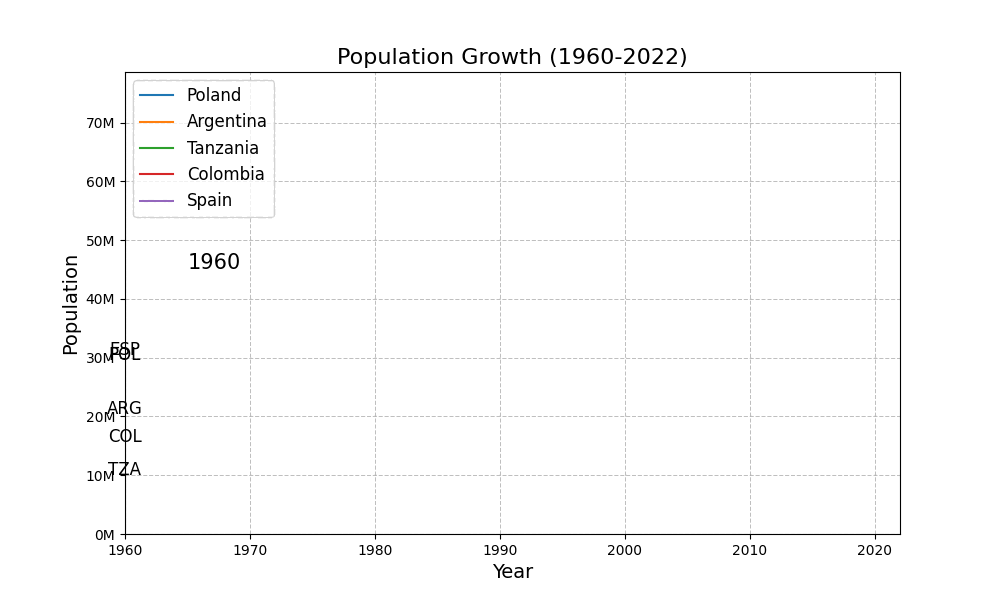 Population Growth (1960-2022)
Poland
Argentina
Tanzania
Colombia
Spain
1960
Population
70M
60M
50M
40M
30M
20M
10M
0M
ESP
POL
ARG
COL
TZA
1960 1970 1980 1990 2000 2010 2020
Year